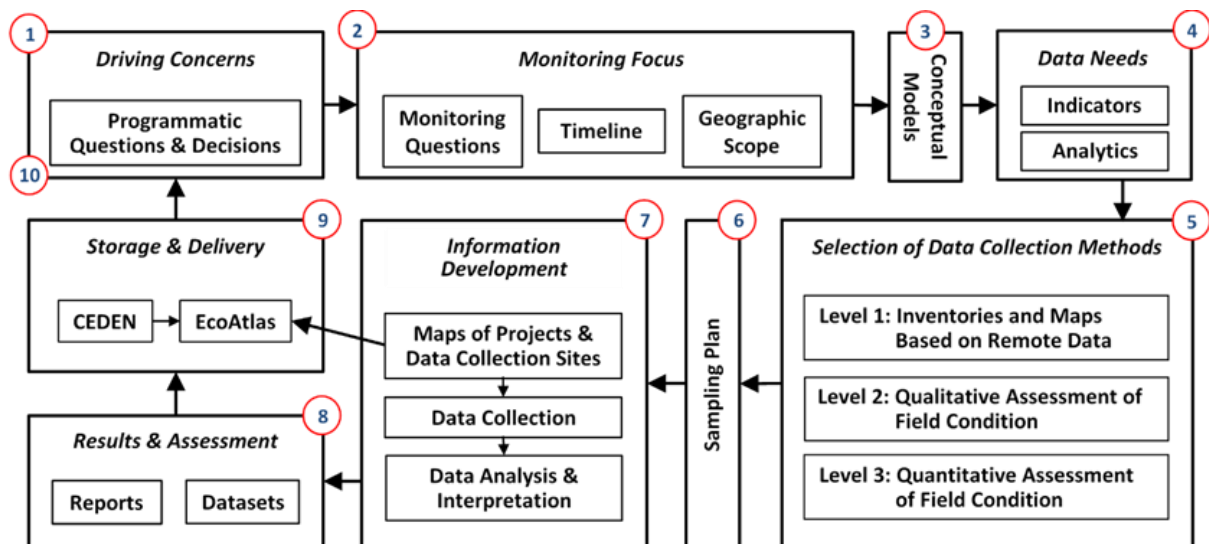 1
Driving Concerns
Programmatic
Questions & Decisions
10
2
Monitoring Focus
Monitoring
Questions
Timeline
Geographic
Scope
3
Conceptual
Models
4
Data Needs
Indicators
Analytics
5
Selection of Data Collection Methods
Level 1: Inventories and Maps
Based on Remote Data
Level 2: Qualitative Assessment of
Field Condition
Level 3: Quantitative Assessment
of Field Condition
6
Sampling Plan
7
Information
Development
Maps of Projects &
Data Collection Sites
Data Collection
Data Analysis &
Interpretation
8
Results & Assessment
Reports
Datasets
9
Storage & Delivery
CEDEN
EcoAtlas